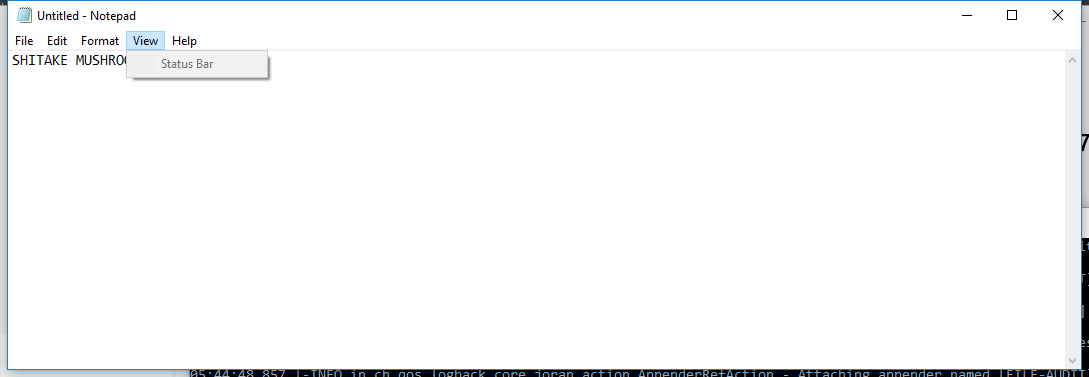 Untitled - Notepad
File Edit Format View Help
SHITAKE MUSHROO
Status Bar
05:44:48,857 |-INFO in ch.qos.logback.core.joran.action.AppenderRefAction - Attaching appender named [FILE-AUDIT